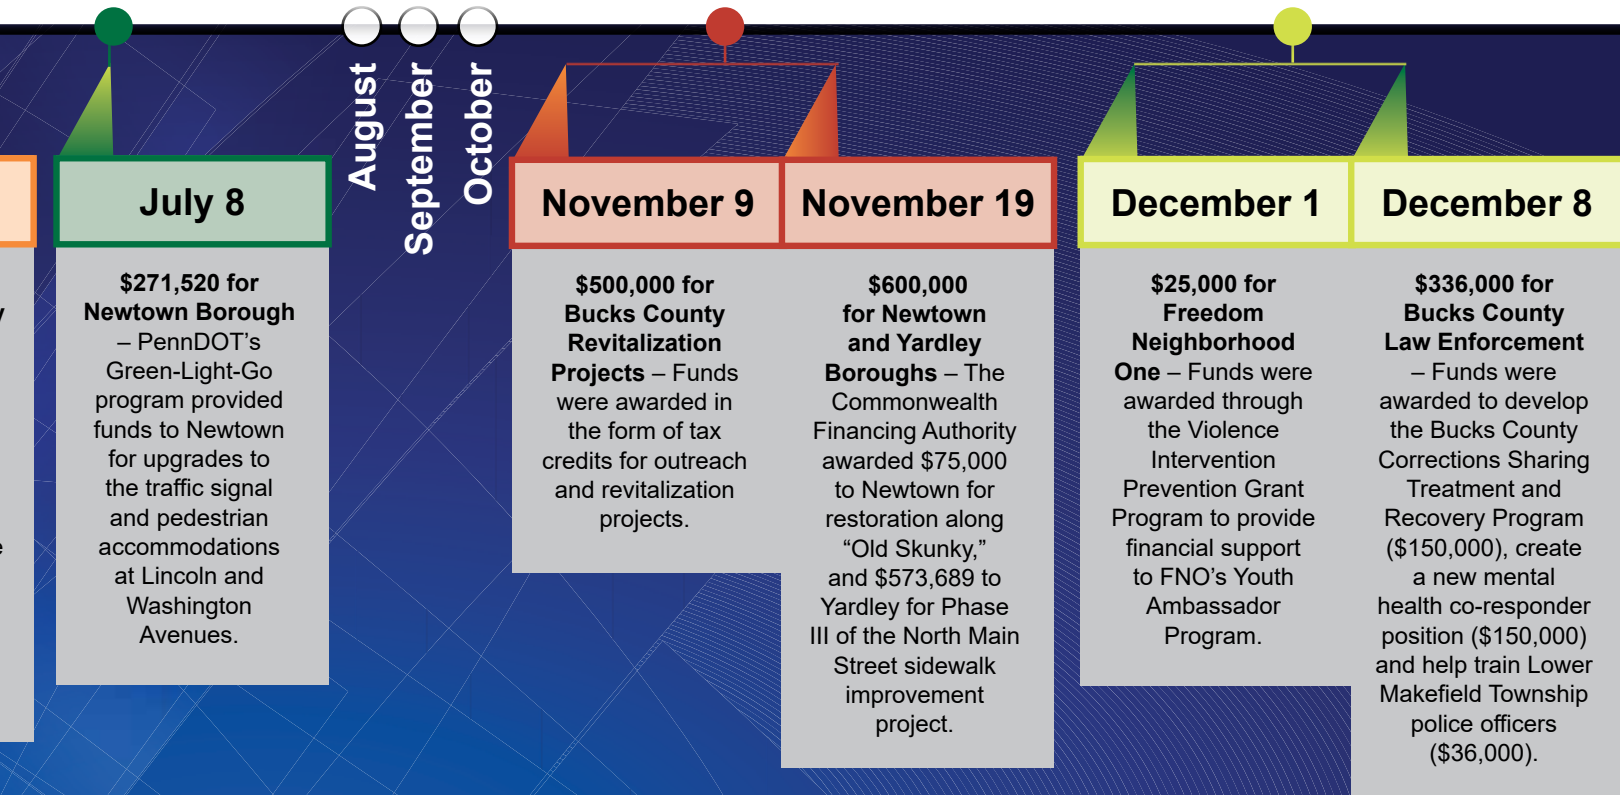 August
September
October
July 8
$271,520 for
Newtown Borough
– PennDOT’s
Green-Light-Go
program provided
funds to Newtown
for upgrades to
the traffic signal
and pedestrian
accommodations
at Lincoln and
Washington
Avenues.
November 9
$500,000 for
Bucks County
Revitalization
Projects – Funds
were awarded in
the form of tax
credits for outreach
and revitalization
projects.
November 19
$600,000
for Newtown
and Yardley
Boroughs – The
Commonwealth
Financing Authority
awarded $75,000
to Newtown for
restoration along
“Old Skunky,”
and $573,689 to
Yardley for Phase
III of the North Main
Street sidewalk
improvement
project.
December 1
$25,000 for
Freedom
Neighborhood
One – Funds were
awarded through
the Violence
Intervention
Prevention Grant
Program to provide
financial support
to FNO’s Youth
Ambassador
Program.
December 8
$336,000 for
Bucks County
Law Enforcement
– Funds were
awarded to develop
the Bucks County
Corrections Sharing
Treatment and
Recovery Program
($150,000), create
a new mental
health co-responder
position ($150,000)
and help train Lower
Makefield Township
police officers
($36,000).